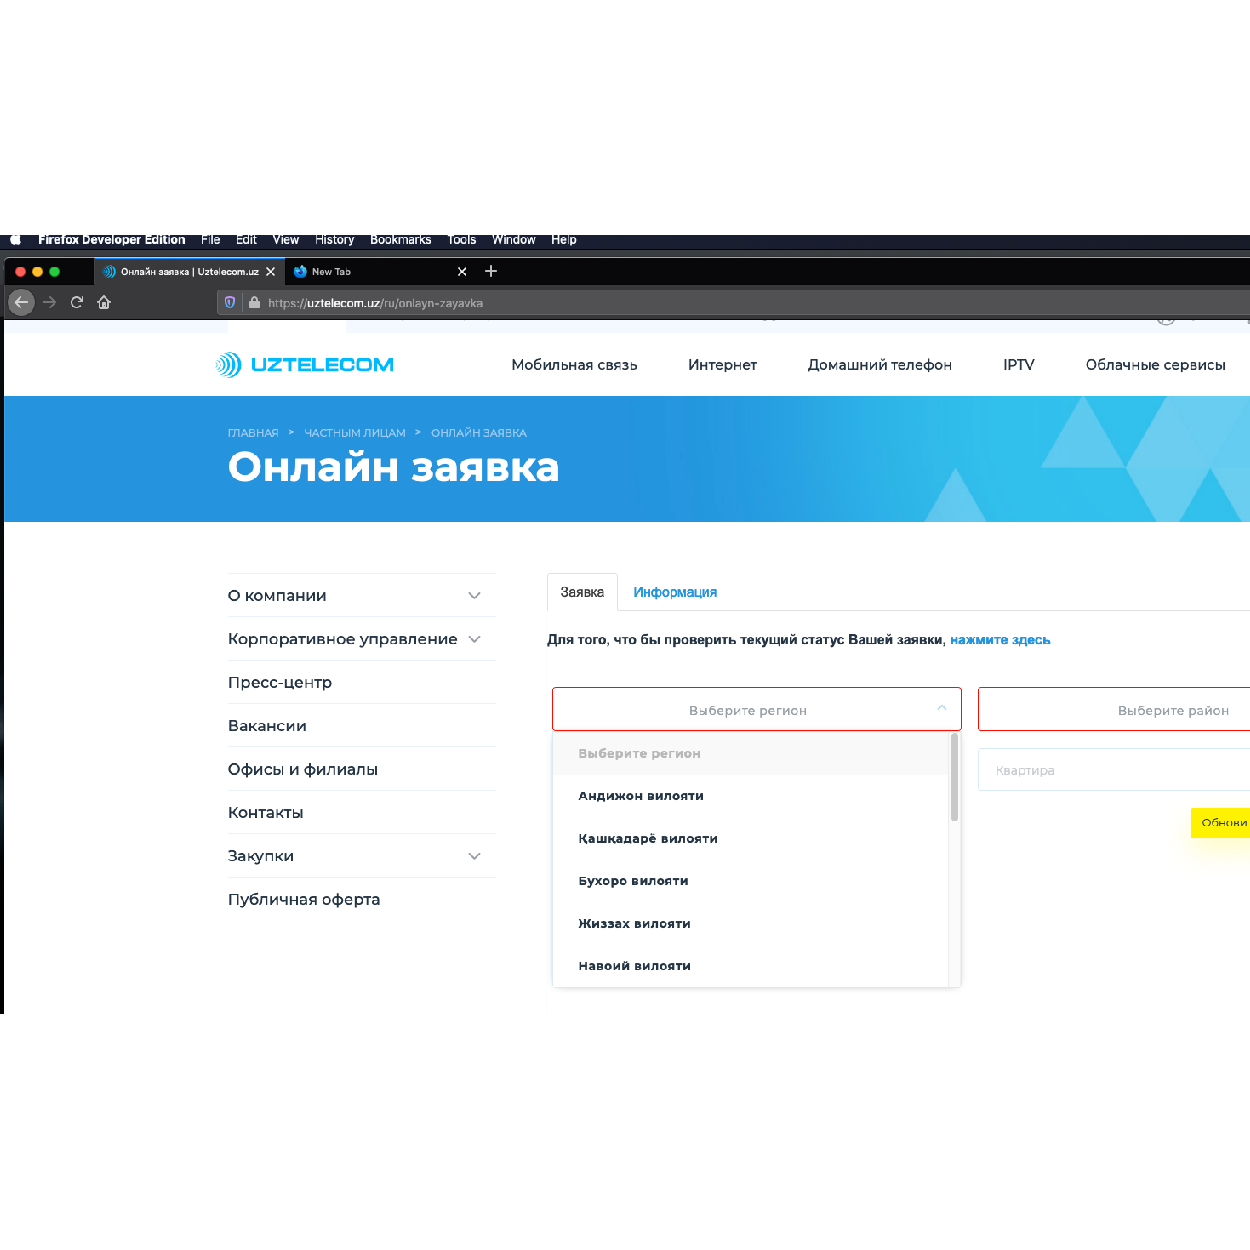 Firefox Developer Edition File Edit View History Bookmarks Tools Window Help
Онлайн заявка | Uztelecom.uz New Tab
https://uztelecom.uz/ru/onlayn-zayavka
UZTELECOM Мобильная связь Интернет Домашний телефон IPTV Облачные сервисы
ГЛАВНАЯ > ЧАСТНЫМ ЛИЦАМ > ОНЛАЙН ЗАЯВКА
Онлайн заявка
О компании
Корпоративное управление
Пресс-центр
Вакансии
Офисы и филиалы
Контакты
Закупки
Публичная оферта
Заявка Информация
Для того, что бы проверить текущий статус Вашей заявки, нажмите здесь
Выберите регион Выберите район
Выберите регион
Андижон вилояти
Қашқадарё вилояти
Бухоро вилояти
Жиззах вилояти
Навоий вилояти
Квартира
Обнови